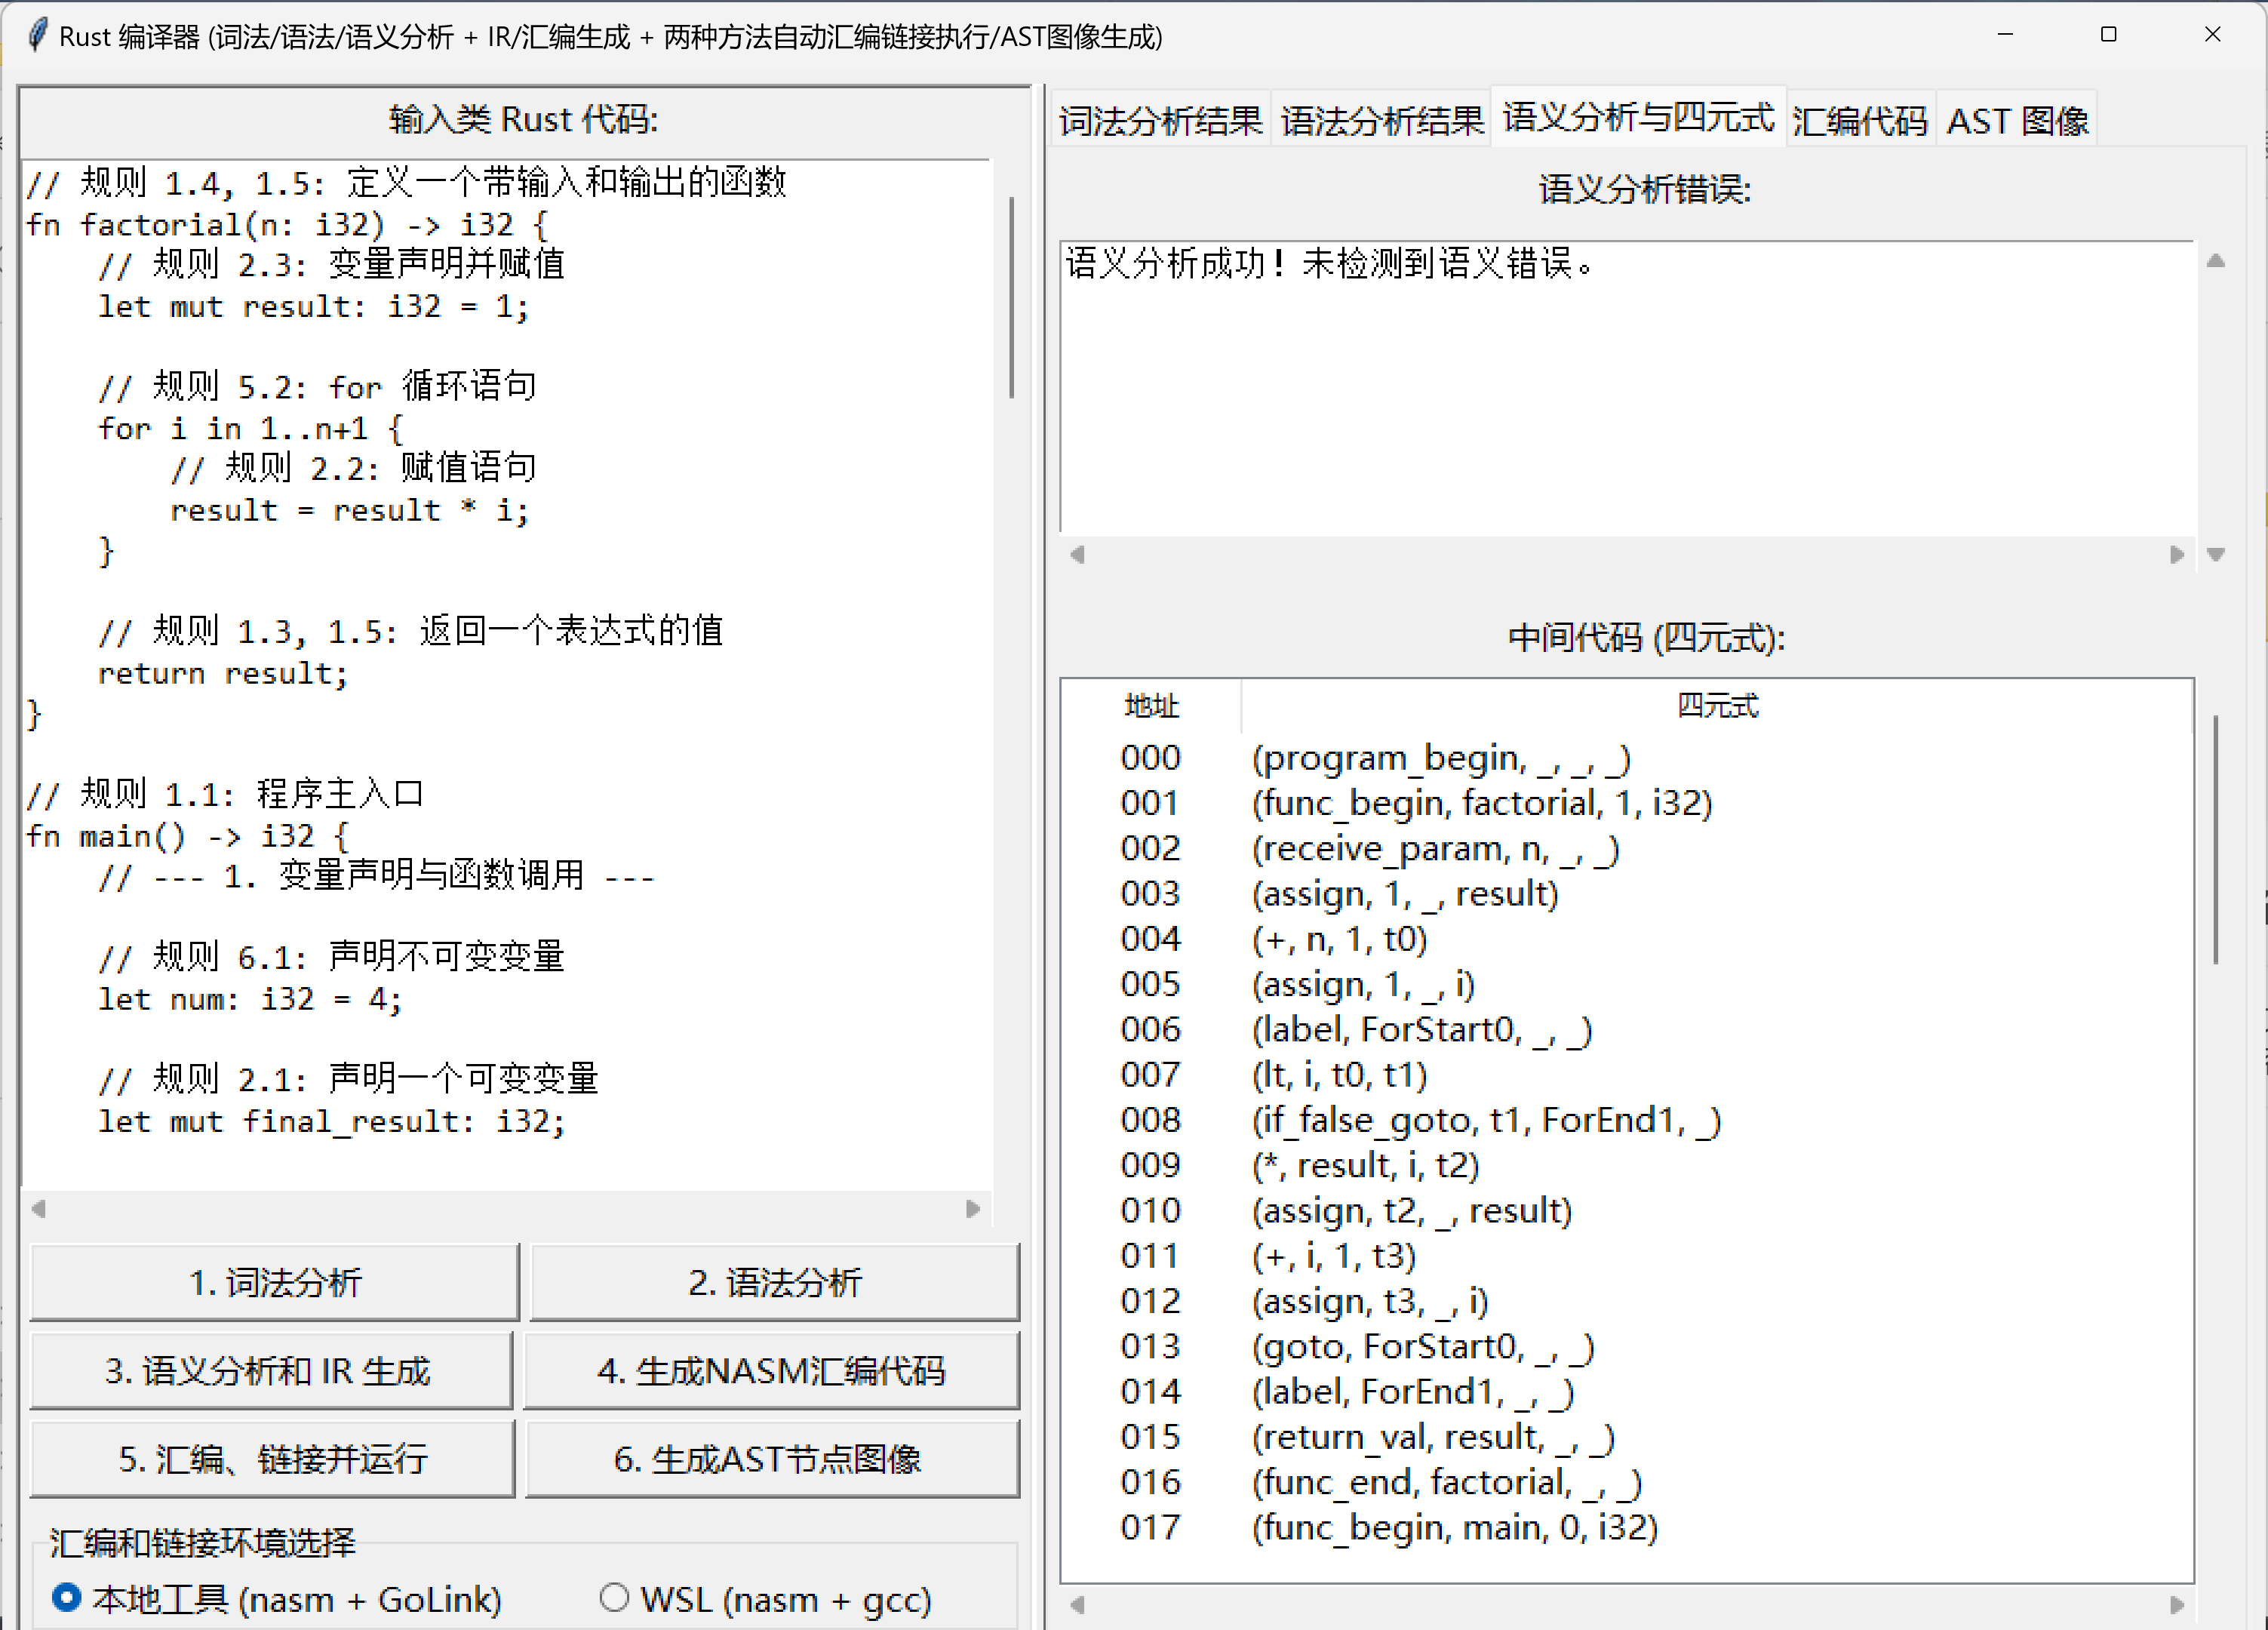 Rust 编译器 (词法/语法/语义分析 + IR/汇编生成 + 两种方法自动汇编链接执行/AST图像生成)
输入类 Rust 代码:
// 规则 1.4, 1.5: 定义一个带输入和输出的函数
fn factorial(n: i32) -> i32 {
    // 规则 2.3: 变量声明并赋值
    let mut result: i32 = 1;
    // 规则 5.2: for 循环语句
    for i in 1..n+1 {
        // 规则 2.2: 赋值语句
        result = result * i;
    }
    // 规则 1.3, 1.5: 返回一个表达式的值
    return result;
}
// 规则 1.1: 程序主入口
fn main() -> i32 {
    // --- 1. 变量声明与函数调用 ---
    // 规则 6.1: 声明不可变变量
    let num: i32 = 4;
    // 规则 2.1: 声明一个可变变量
    let mut final_result: i32;
1. 词法分析
2. 语法分析
3. 语义分析和 IR 生成
4. 生成NASM汇编代码
5. 汇编、链接并运行
6. 生成AST节点图像
汇编和链接环境选择
本地工具 (nasm + GoLink)
WSL (nasm + gcc)
词法分析结果 语法分析结果 语义分析与四元式 汇编代码 AST 图像
语义分析错误:
语义分析成功！未检测到语义错误。
中间代码 (四元式):
地址 四元式
000 (program_begin, _, _, _)
001 (func_begin, factorial, 1, i32)
002 (receive_param, n, _, _)
003 (assign, 1, _, result)
004 (+, n, 1, t0)
005 (assign, 1, _, i)
006 (label, ForStart0, _, _)
007 (lt, i, t0, t1)
008 (if_false_goto, t1, ForEnd1, _)
009 (*, result, i, t2)
010 (assign, t2, _, result)
011 (+, i, 1, t3)
012 (assign, t3, _, i)
013 (goto, ForStart0, _, _)
014 (label, ForEnd1, _, _)
015 (return_val, result, _, _)
016 (func_end, factorial, _, _)
017 (func_begin, main, 0, i32)